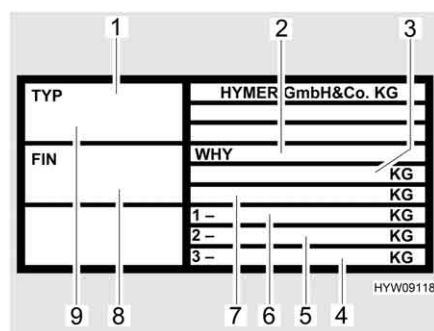 1 2 3
TYP HYMER GmbH&Co. KG
FIN WHY
KG
KG
1 – KG
2 – KG
3 – KG
HYW09118
9 8 7 6 5 4